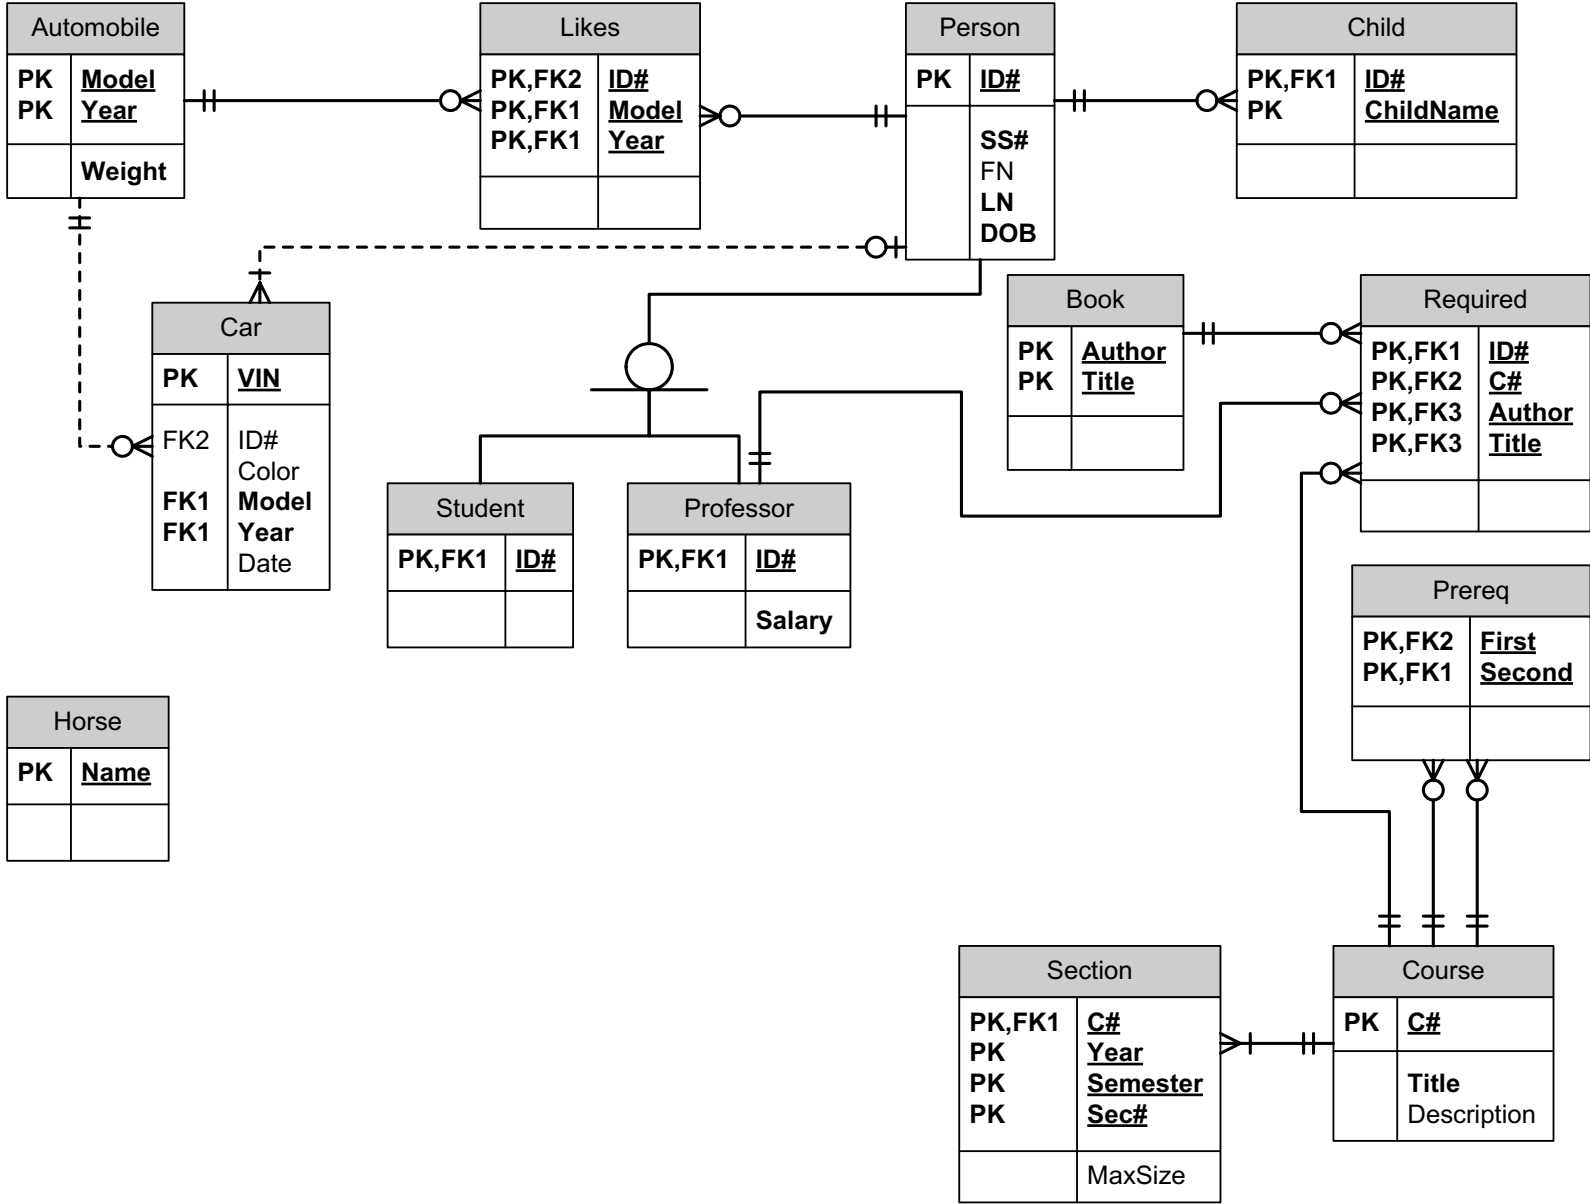 Automobile
PK Model
PK Year
Weight
Likes
PK,FK2 ID#
PK,FK1 Model
PK,FK1 Year
Person
PK ID#
SS#
FN
LN
DOB
Child
PK,FK1 ID#
PK ChildName
Car
PK VIN
FK2 ID#
Color
FK1 Model
FK1 Year
Date
Book
PK Author
PK Title
Required
PK,FK1 ID#
PK,FK2 C#
PK,FK3 Author
PK,FK3 Title
Student
PK,FK1 ID#
Professor
PK,FK1 ID#
Salary
Prereq
PK,FK2 First
PK,FK1 Second
Horse
PK Name
Section
PK,FK1 C#
PK Year
PK Semester
PK Sec#
MaxSize
Course
PK C#
Title
Description